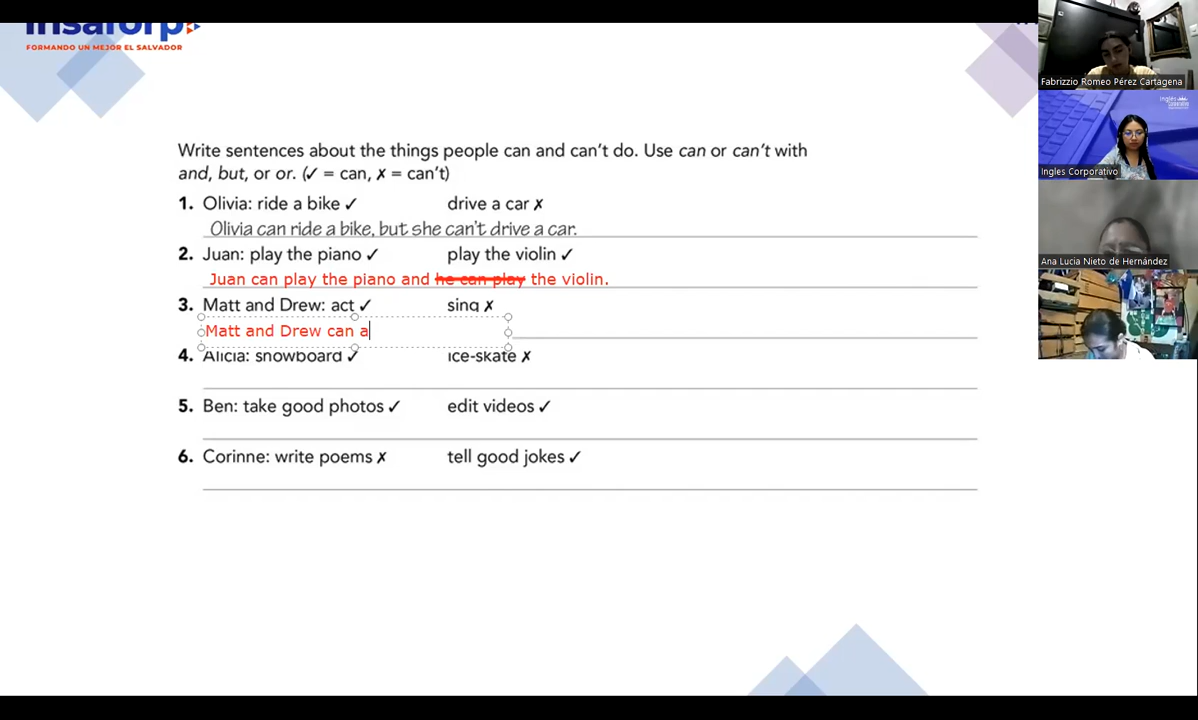 insaforp
FORMANDO UN MEJOR EL SALVADOR
Write sentences about the things people can and can't do. Use can or can't with
and, but, or or. (✓ = can, ✗ = can't)
1. Olivia: ride a bike ✓ drive a car ✗
Olivia can ride a bike, but she can't drive a car.
2. Juan: play the piano ✓ play the violin ✓
Juan can play the piano and he can play the violin.
3. Matt and Drew: act ✓ sing ✗
Matt and Drew can a
4. Alicia: snowboard ✓ ice-skate ✗
5. Ben: take good photos ✓ edit videos ✓
6. Corinne: write poems ✗ tell good jokes ✓
Fabrizzio Romeo Pérez Cartagena
Ingles Corporativo
Ana Lucia Nieto de Hernández